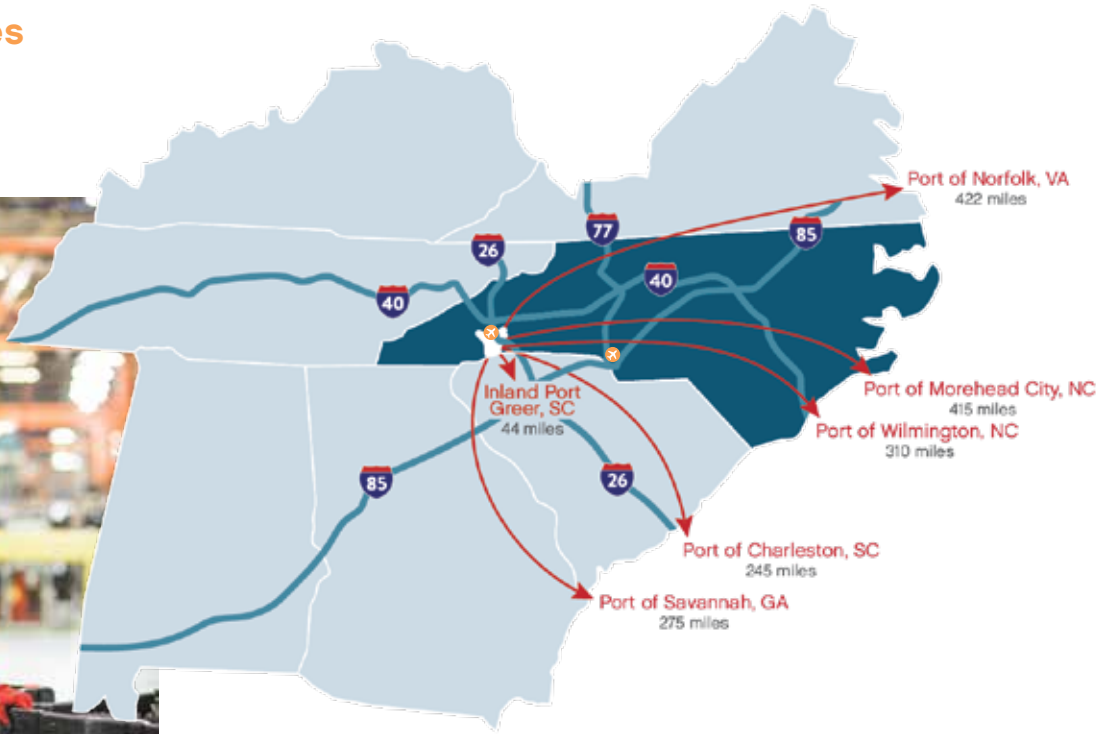 es
Port of Norfolk, VA
422 miles
77
85
26
40
40
Port of Morehead City, NC
415 miles
Inland Port
Greer, SC
44 miles
Port of Wilmington, NC
310 miles
85
26
Port of Charleston, SC
245 miles
Port of Savannah, GA
275 miles